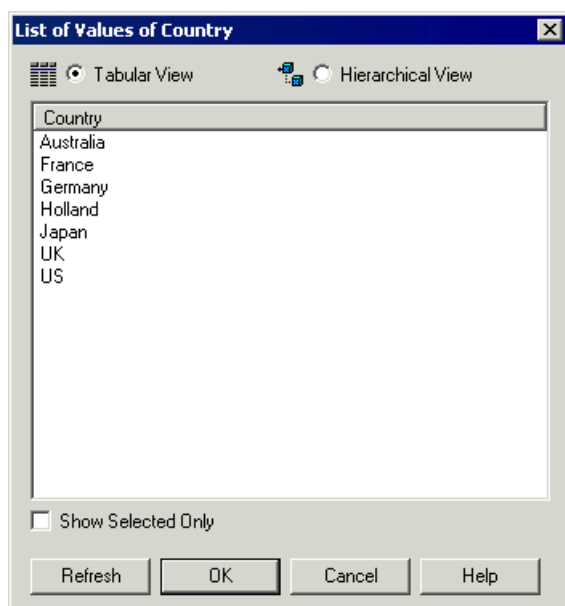 List of Values of Country
Tabular View Hierarchical View
Country
Australia
France
Germany
Holland
Japan
UK
US
Show Selected Only
Refresh OK Cancel Help